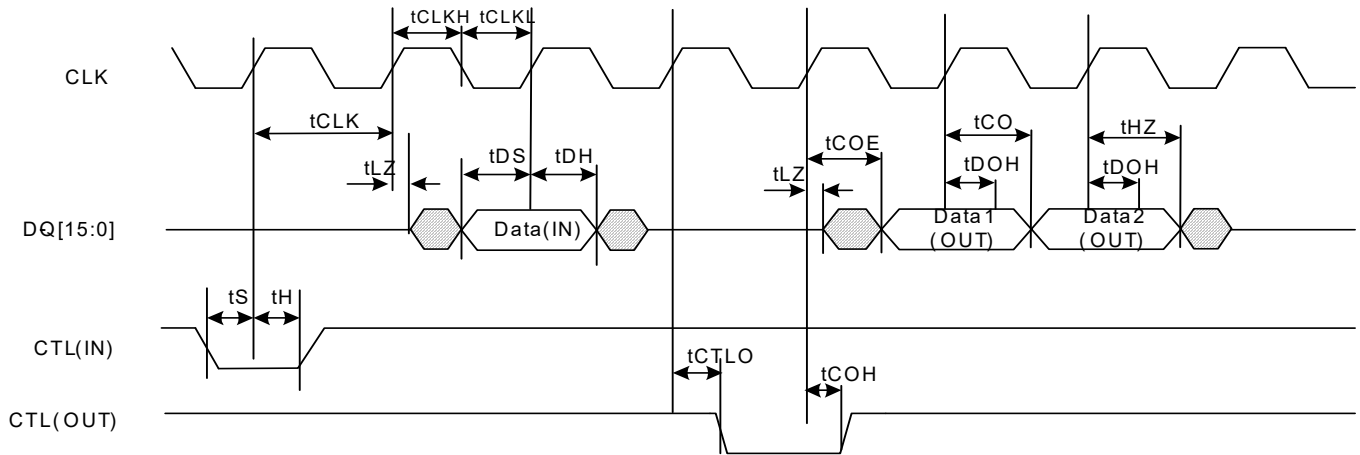 tCLKH tCLKL
CLK
tCLK
tCO tHZ
tCOE
tDS tDH
tLZ
tLZ
tDOH tDOH
DQ[15:0]
Data(IN)
Data1
(OUT)
Data2
(OUT)
tS tH
CTL(IN)
tCTLO
tCOH
CTL(OUT)